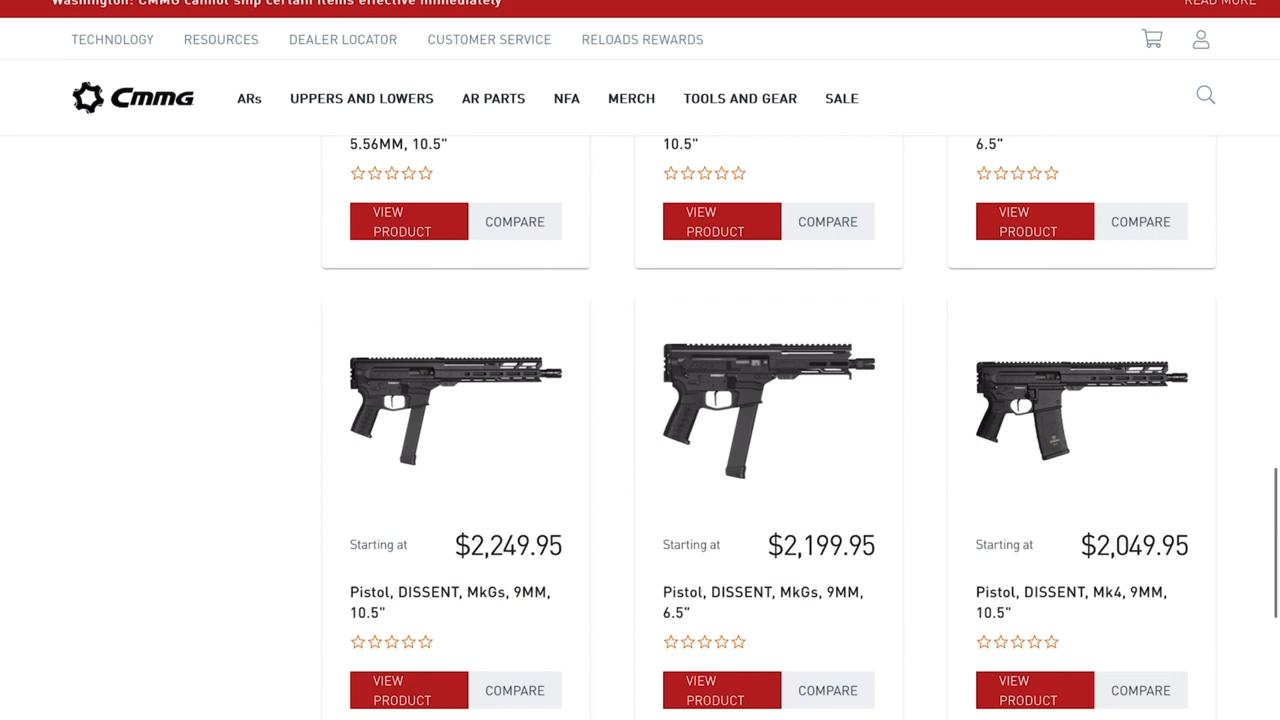 Washington: CMMG cannot ship certain items effective immediately
READ MORE
TECHNOLOGY RESOURCES DEALER LOCATOR CUSTOMER SERVICE RELOADS REWARDS
CMMG ARs UPPERS AND LOWERS AR PARTS NFA MERCH TOOLS AND GEAR SALE
5.56MM, 10.5"
10.5"
6.5"
VIEW PRODUCT
COMPARE
VIEW PRODUCT
COMPARE
VIEW PRODUCT
COMPARE
Starting at $2,249.95
Pistol, DISSENT, MkGs, 9MM,
10.5"
VIEW PRODUCT
COMPARE
Starting at $2,199.95
Pistol, DISSENT, MkGs, 9MM,
6.5"
VIEW PRODUCT
COMPARE
Starting at $2,049.95
Pistol, DISSENT, Mk4, 9MM,
10.5"
VIEW PRODUCT
COMPARE